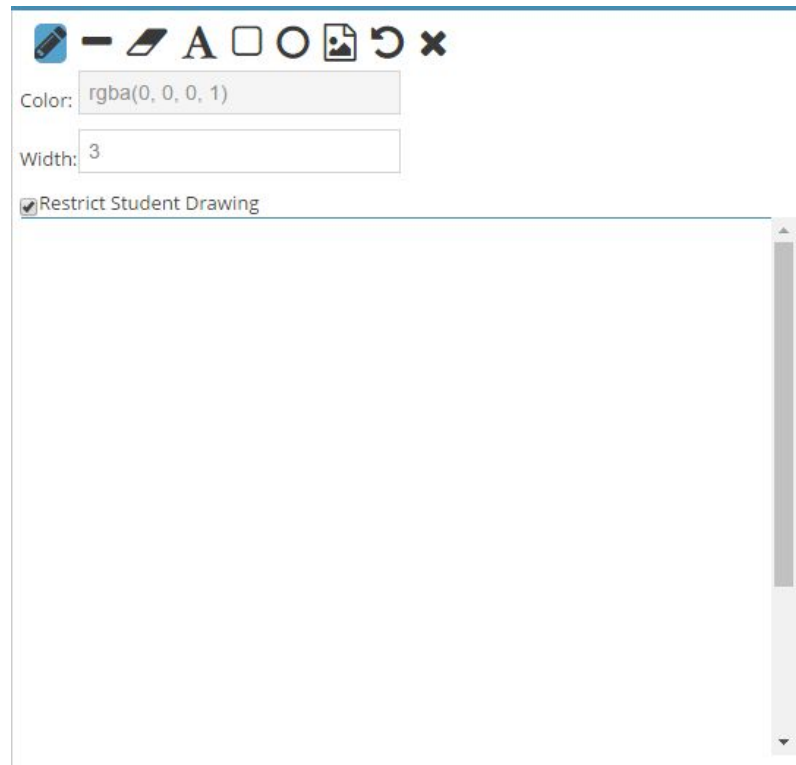 A
Color: rgba(0, 0, 0, 1)
Width: 3
Restrict Student Drawing